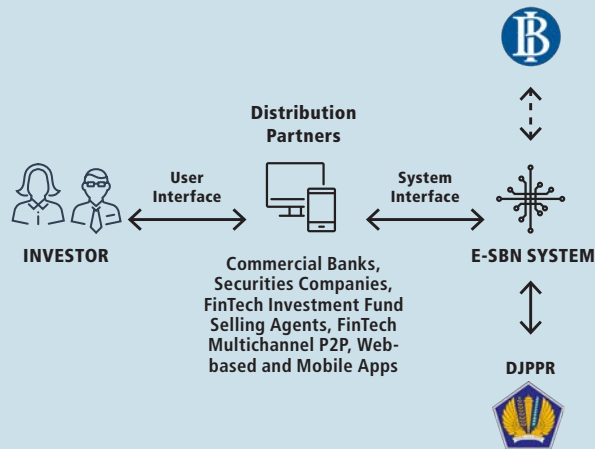 Distribution
Partners
User
Interface
System
Interface
INVESTOR
E-SBN SYSTEM
Commercial Banks,
Securities Companies,
FinTech Investment Fund
Selling Agents, FinTech
Multichannel P2P, Web-
based and Mobile Apps
DJPPR